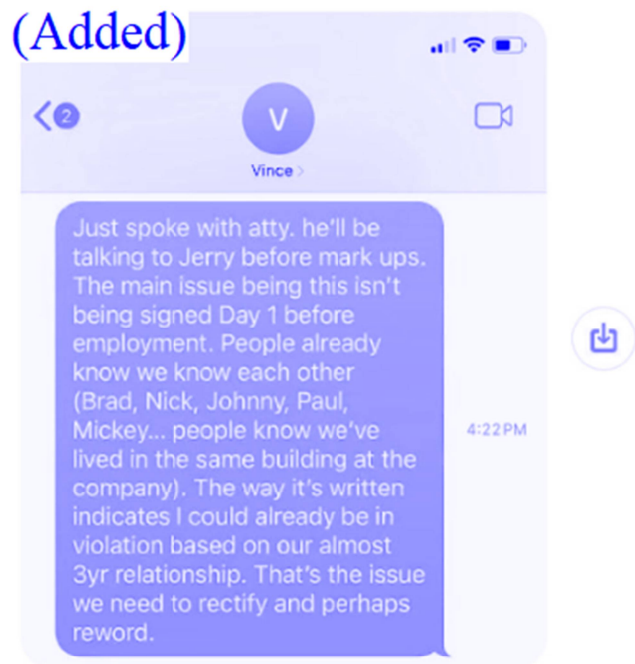 (Added)
2
V
Vince >
Just spoke with atty. he'll be
talking to Jerry before mark ups.
The main issue being this isn't
being signed Day 1 before
employment. People already
know we know each other
(Brad, Nick, Johnny, Paul,
Mickey... people know we've
lived in the same building at the
company). The way it's written
indicates I could already be in
violation based on our almost
3yr relationship. That's the issue
we need to rectify and perhaps
reword.
4:22 PM